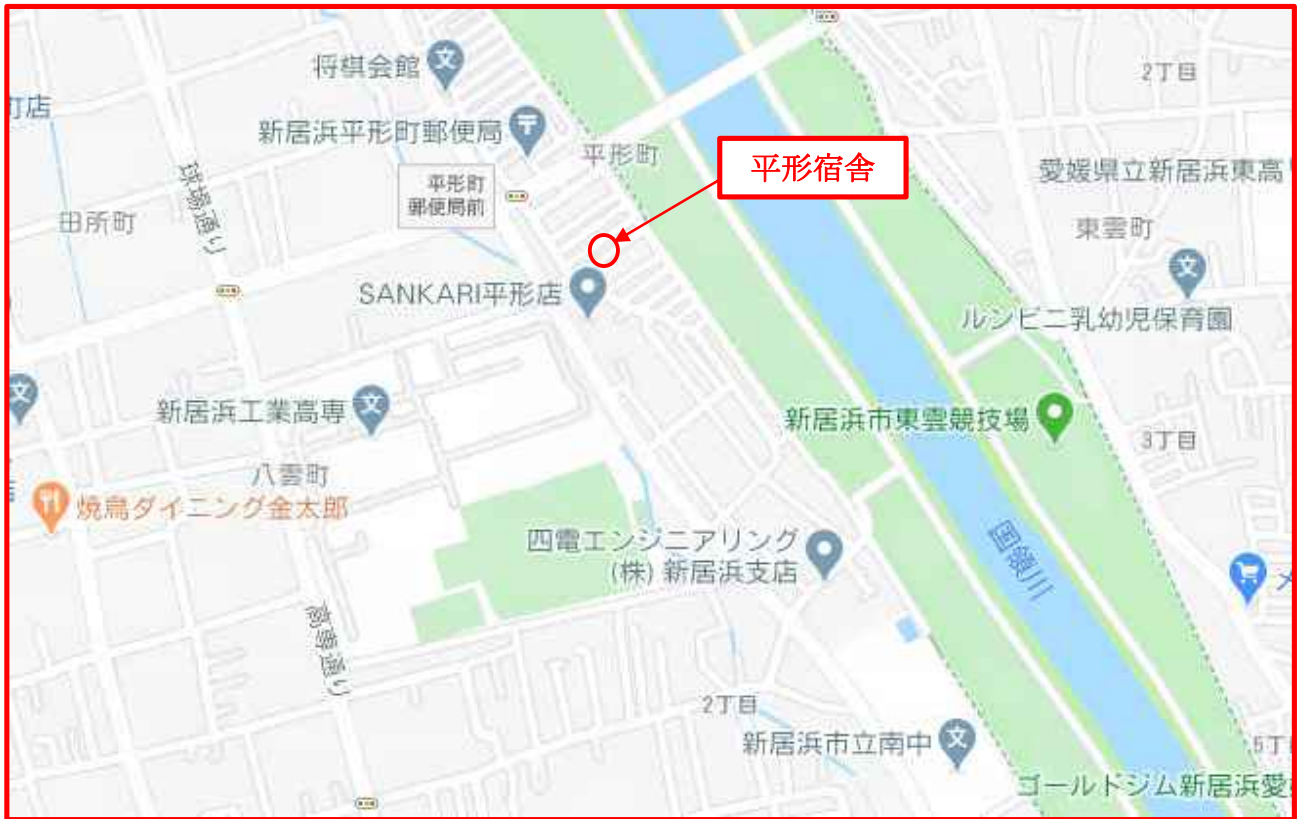 将棋会館
2丁目
町店
新居浜平形町郵便局
平形町
平形宿舎
愛媛県立新居浜東高
球場通り
平形町
郵便局前
田所町
東雲町
SANKARI平形店
ルンビニ乳幼児保育園
新居浜工業高専
新居浜市東雲競技場
3丁目
八雲町
焼鳥ダイニング金太郎
四電エンジニアリング
(株) 新居浜支店
国領川
メ
高専通り
2丁目
新居浜市立南中
5丁
ゴールドジム新居浜愛